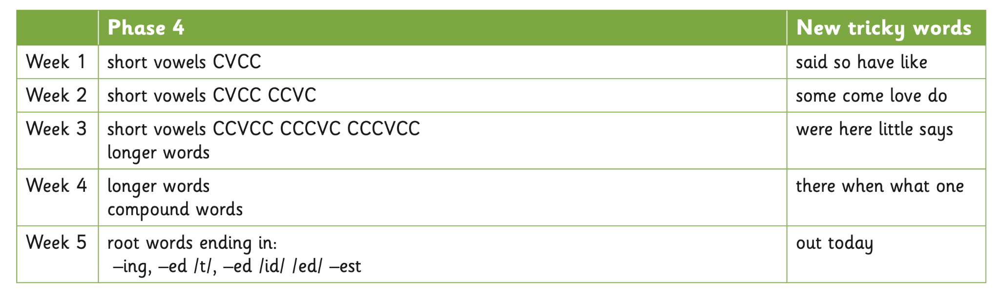 Phase 4 New tricky words
Week 1 short vowels CVCC said so have like
Week 2 short vowels CVCC CCVC some come love do
Week 3 short vowels CCVCC CCCVC CCCVCC were here little says
longer words
Week 4 longer words there when what one
compound words
Week 5 root words ending in: out today
–ing, –ed /t/, –ed /id/ /ed/ –est